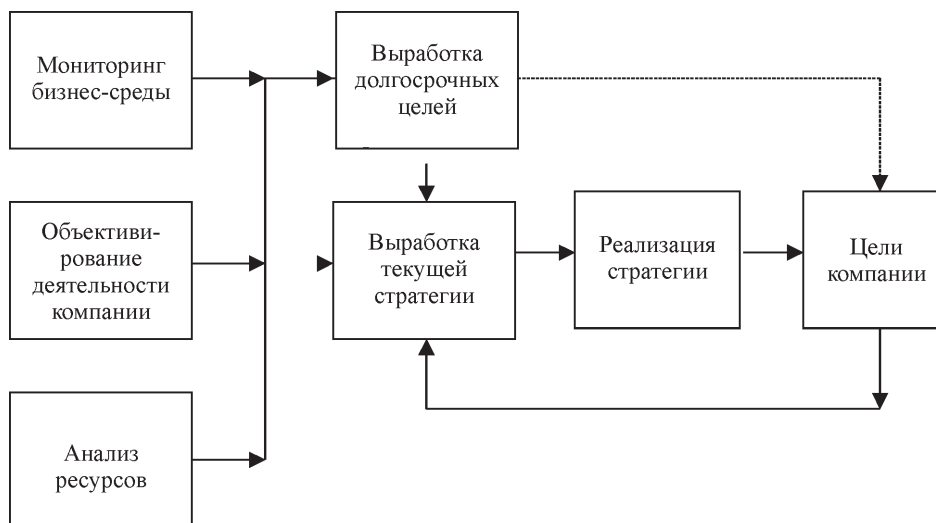 Мониторинг
бизнес-среды
Выработка
долгосрочных
целей
Объективи-
рование
деятельности
компании
Выработка
текущей
стратегии
Реализация
стратегии
Цели
компании
Анализ
ресурсов